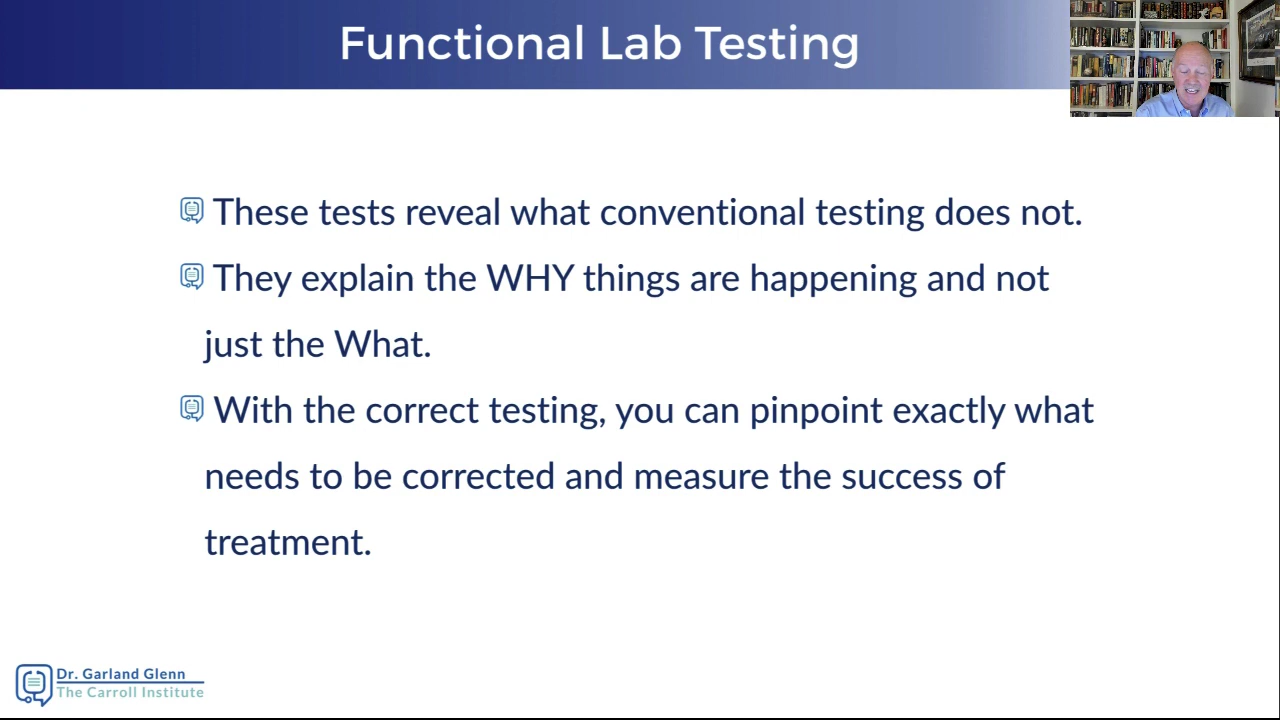 Functional Lab Testing
These tests reveal what conventional testing does not.
They explain the WHY things are happening and not
just the What.
With the correct testing, you can pinpoint exactly what
needs to be corrected and measure the success of
treatment.
Dr. Garland Glenn
The Carroll Institute